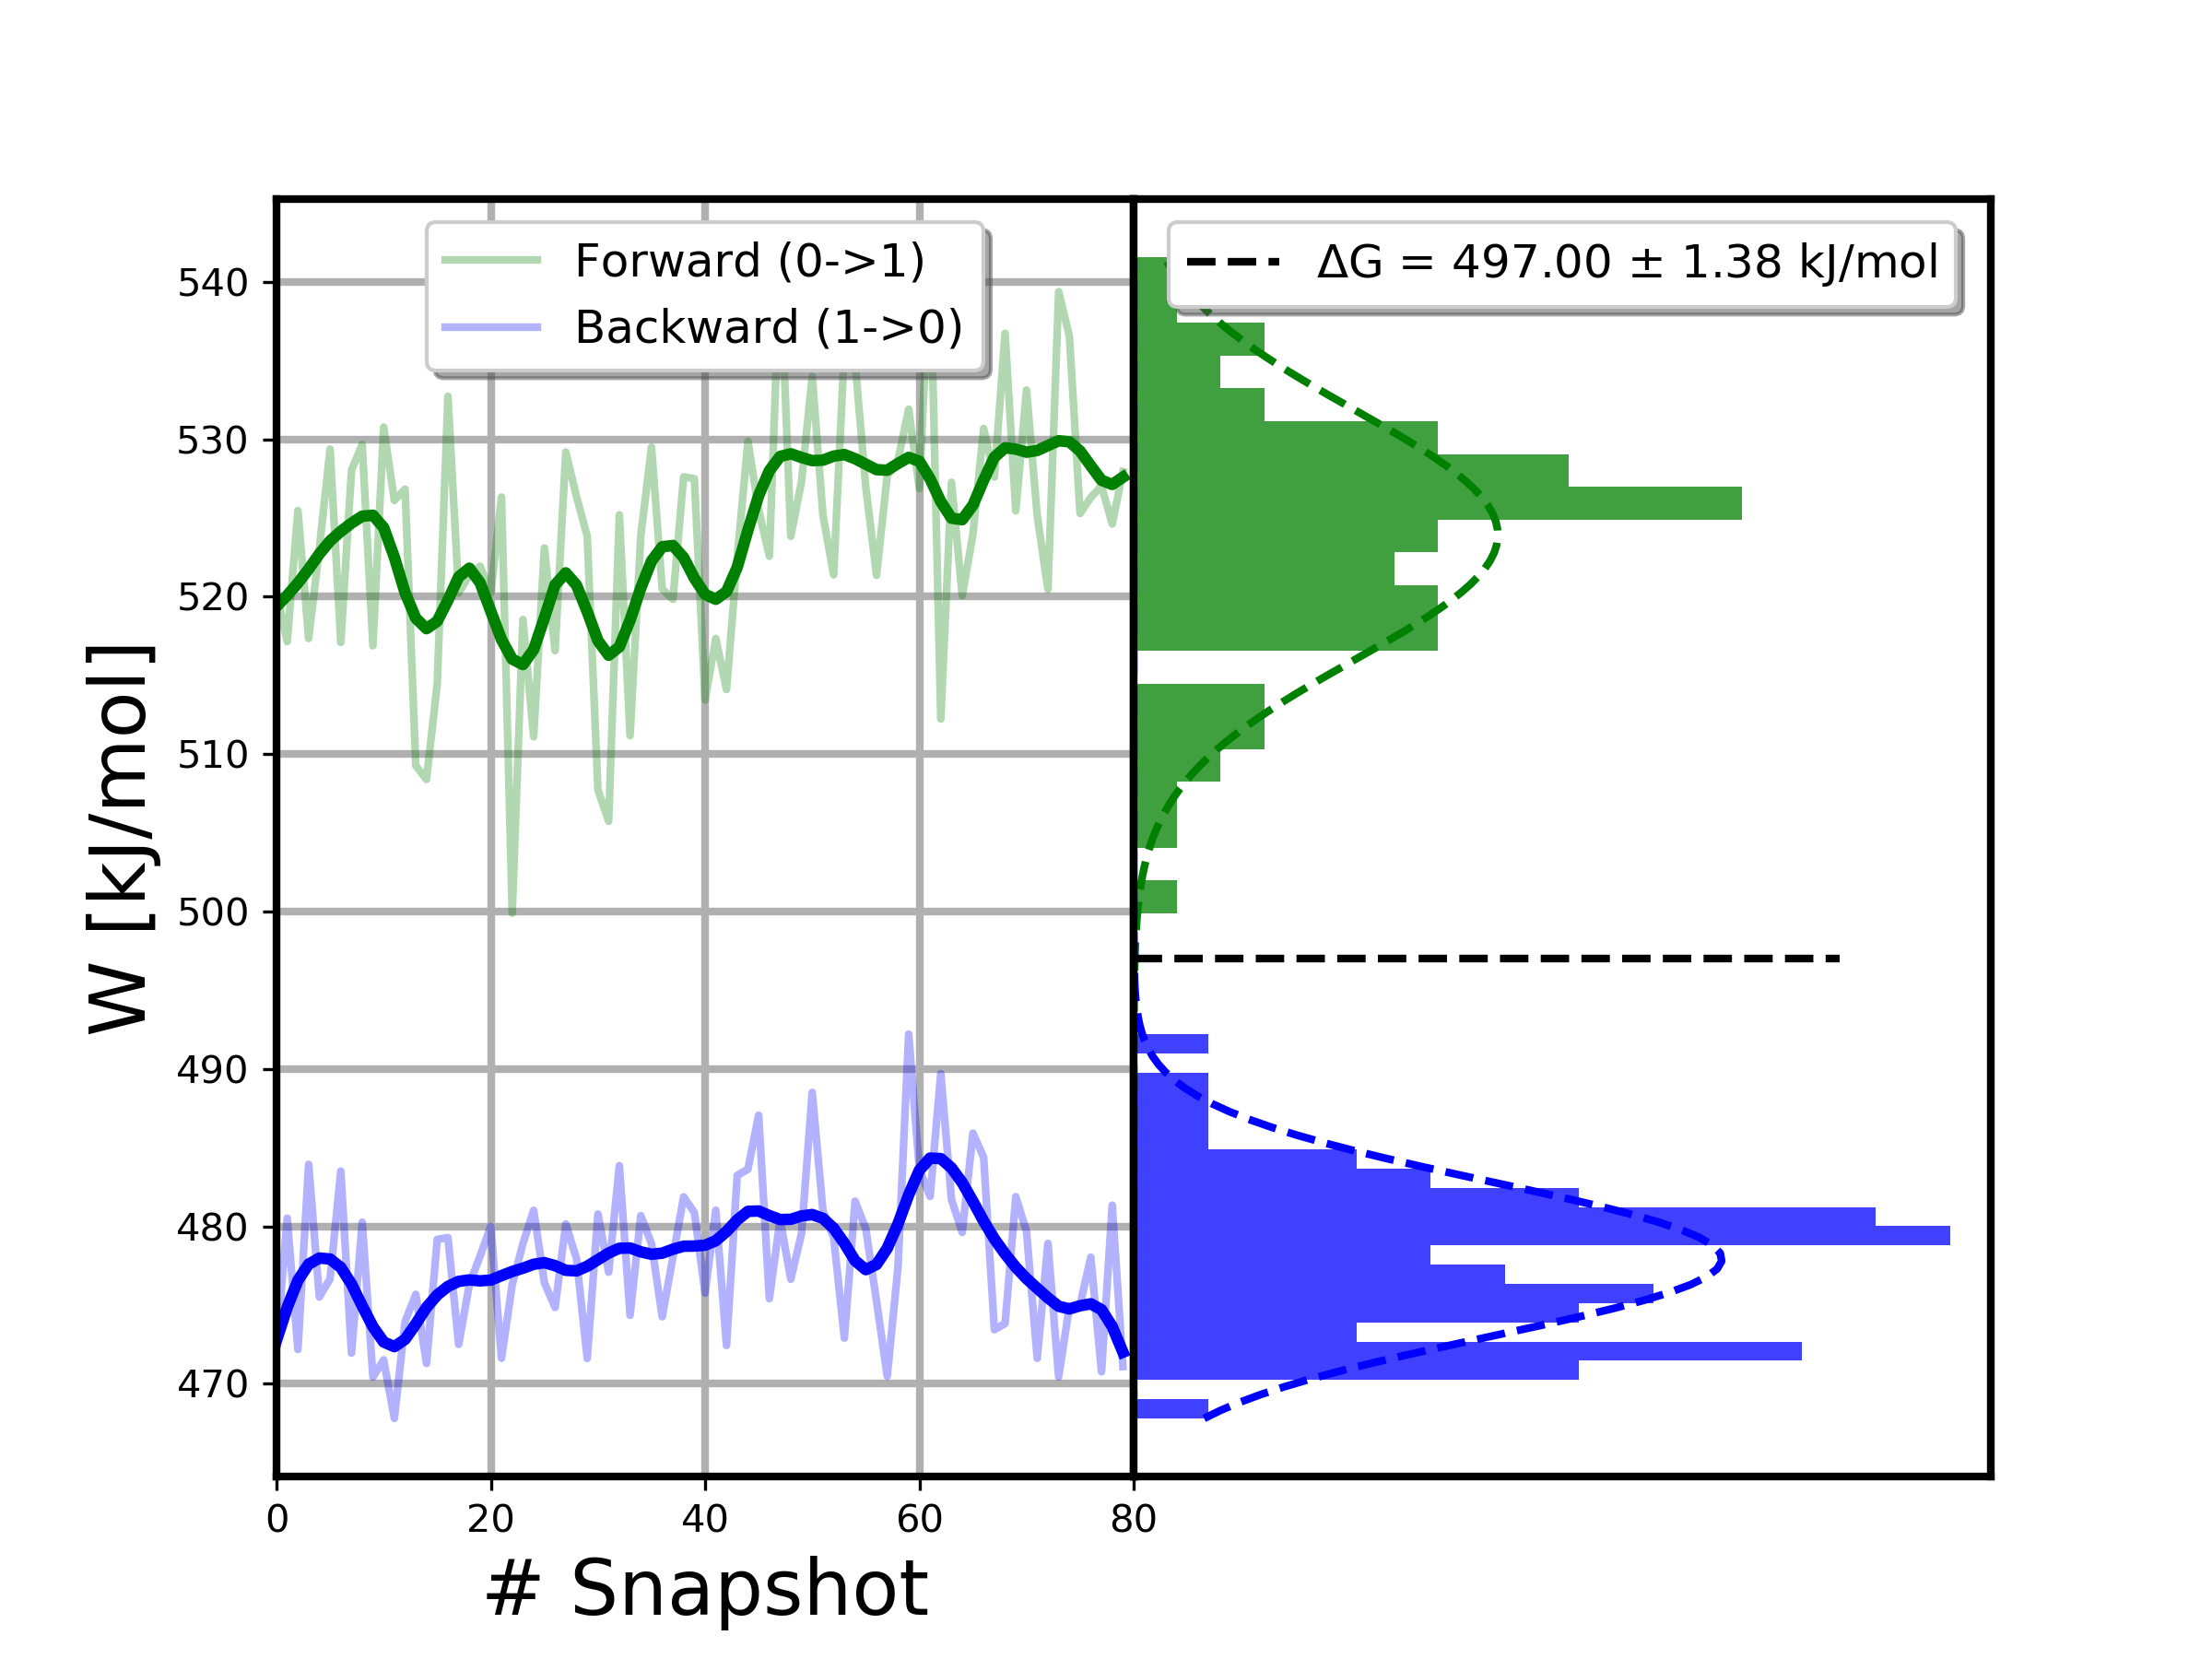 Forward (0->1)
Backward (1->0)
ΔG = 497.00 ± 1.38 kJ/mol
W [kJ/mol]
540
530
520
510
500
490
480
470
0 20 40 60 80
# Snapshot